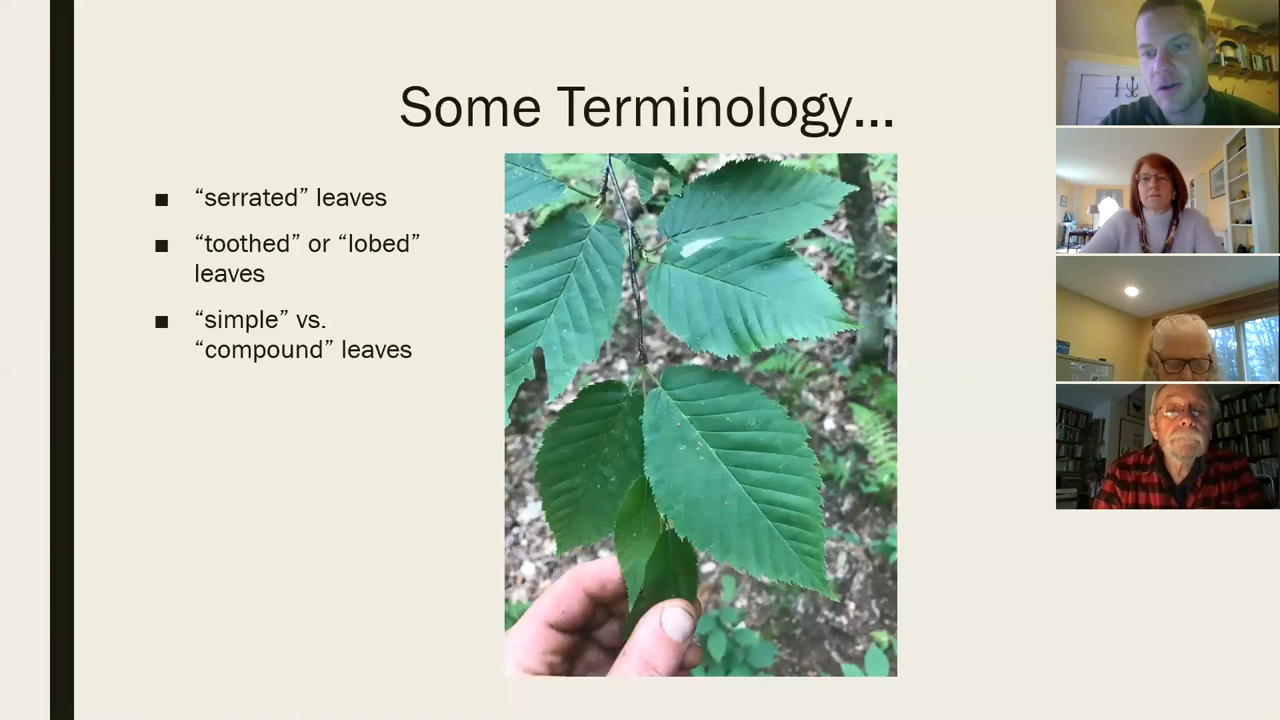 Some Terminology...
■ “serrated” leaves
■ “toothed” or “lobed”
leaves
■ “simple” vs.
“compound” leaves